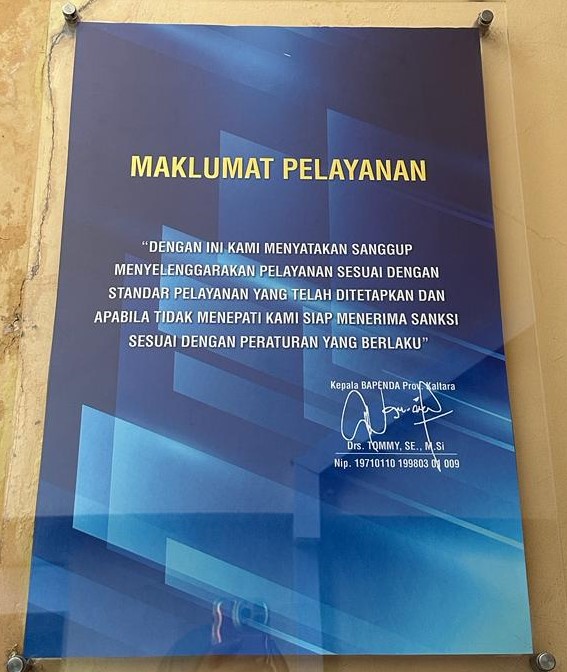 MAKLUMAT PELAYANAN
“DENGAN INI KAMI MENYATAKAN SANGGUP
MENYELENGGARAKAN PELAYANAN SESUAI DENGAN
STANDAR PELAYANAN YANG TELAH DITETAPKAN DAN
APABILA TIDAK MENEPATI KAMI SIAP MENERIMA SANKSI
SESUAI DENGAN PERATURAN YANG BERLAKU”
Kepala BAPENDA Prov. Kaltara
Drs. TOMMY, SE., M.Si
Nip. 19710110 199803 01 009